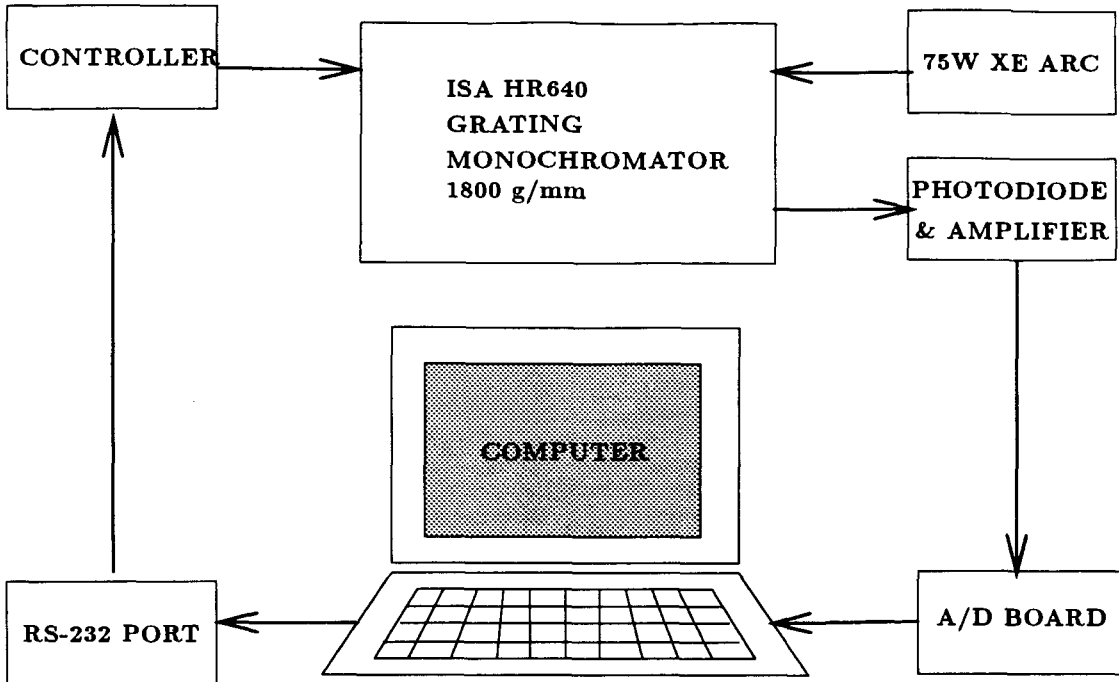 CONTROLLER
ISA HR640
GRATING
MONOCHROMATOR
1800 g/mm
75W XE ARC
PHOTODIODE
& AMPLIFIER
COMPUTER
RS-232 PORT
A/D BOARD